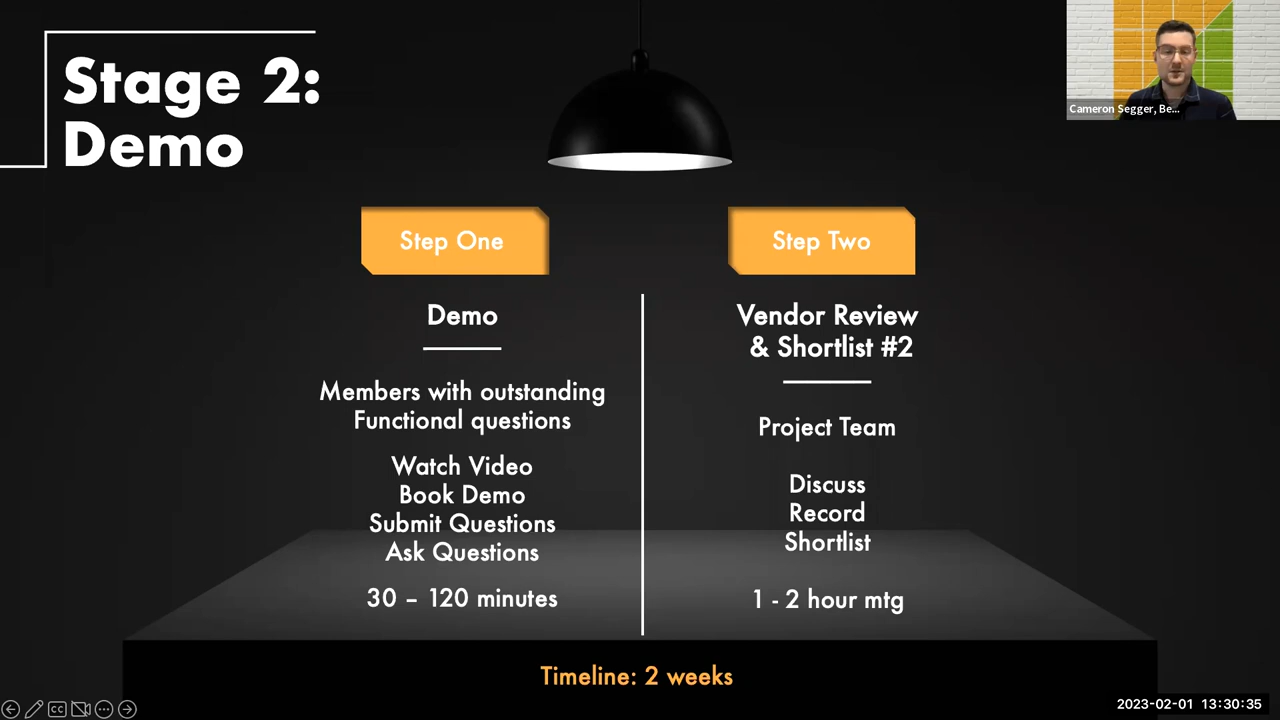 Stage 2:
Demo
Cameron Segger, Be...
Step One
Demo
Members with outstanding
Functional questions
Watch Video
Book Demo
Submit Questions
Ask Questions
30 – 120 minutes
Step Two
Vendor Review
& Shortlist #2
Project Team
Discuss
Record
Shortlist
1 - 2 hour mtg
Timeline: 2 weeks
CC
2023-02-01 13:30:35